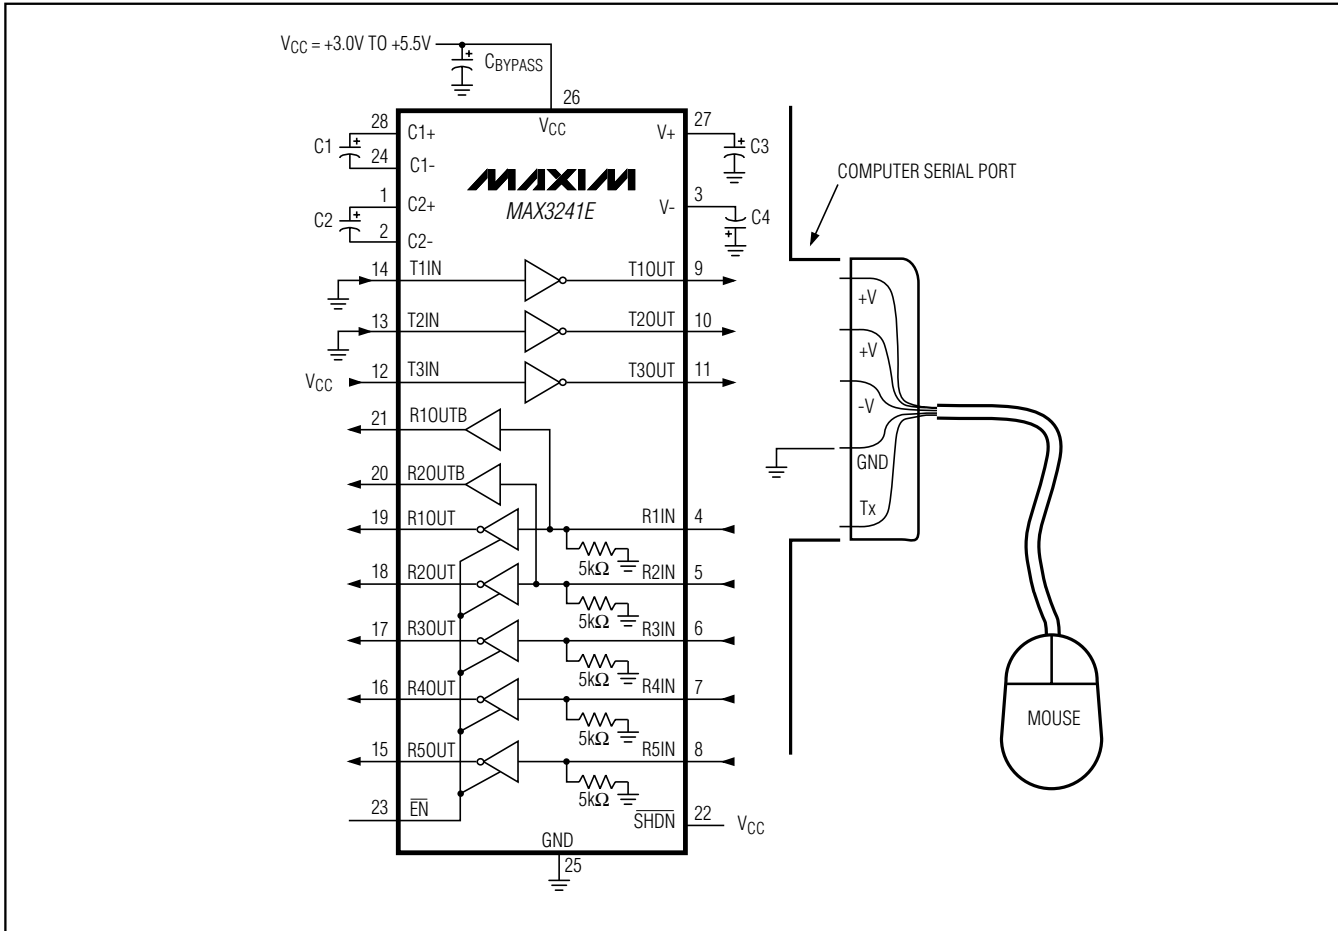 VCC = +3.0V TO +5.5V
CBYPASS
26
VCC
28
C1+
C1
24
C1-
1
C2+
C2
2
C2-
27
V+
C3
3
V-
C4
MAXIM
MAX3241E
COMPUTER SERIAL PORT
14
T1IN
T1OUT
9
13
T2IN
T2OUT
10
VCC
12
T3IN
T3OUT
11
21
R1OUTB
20
R2OUTB
19
R1OUT
R1IN
4
5kΩ
18
R2OUT
R2IN
5
5kΩ
17
R3OUT
R3IN
6
5kΩ
16
R4OUT
R4IN
7
5kΩ
15
R5OUT
R5IN
8
5kΩ
23
EN
SHDN
22
VCC
GND
25
+V
+V
-V
GND
Tx
MOUSE